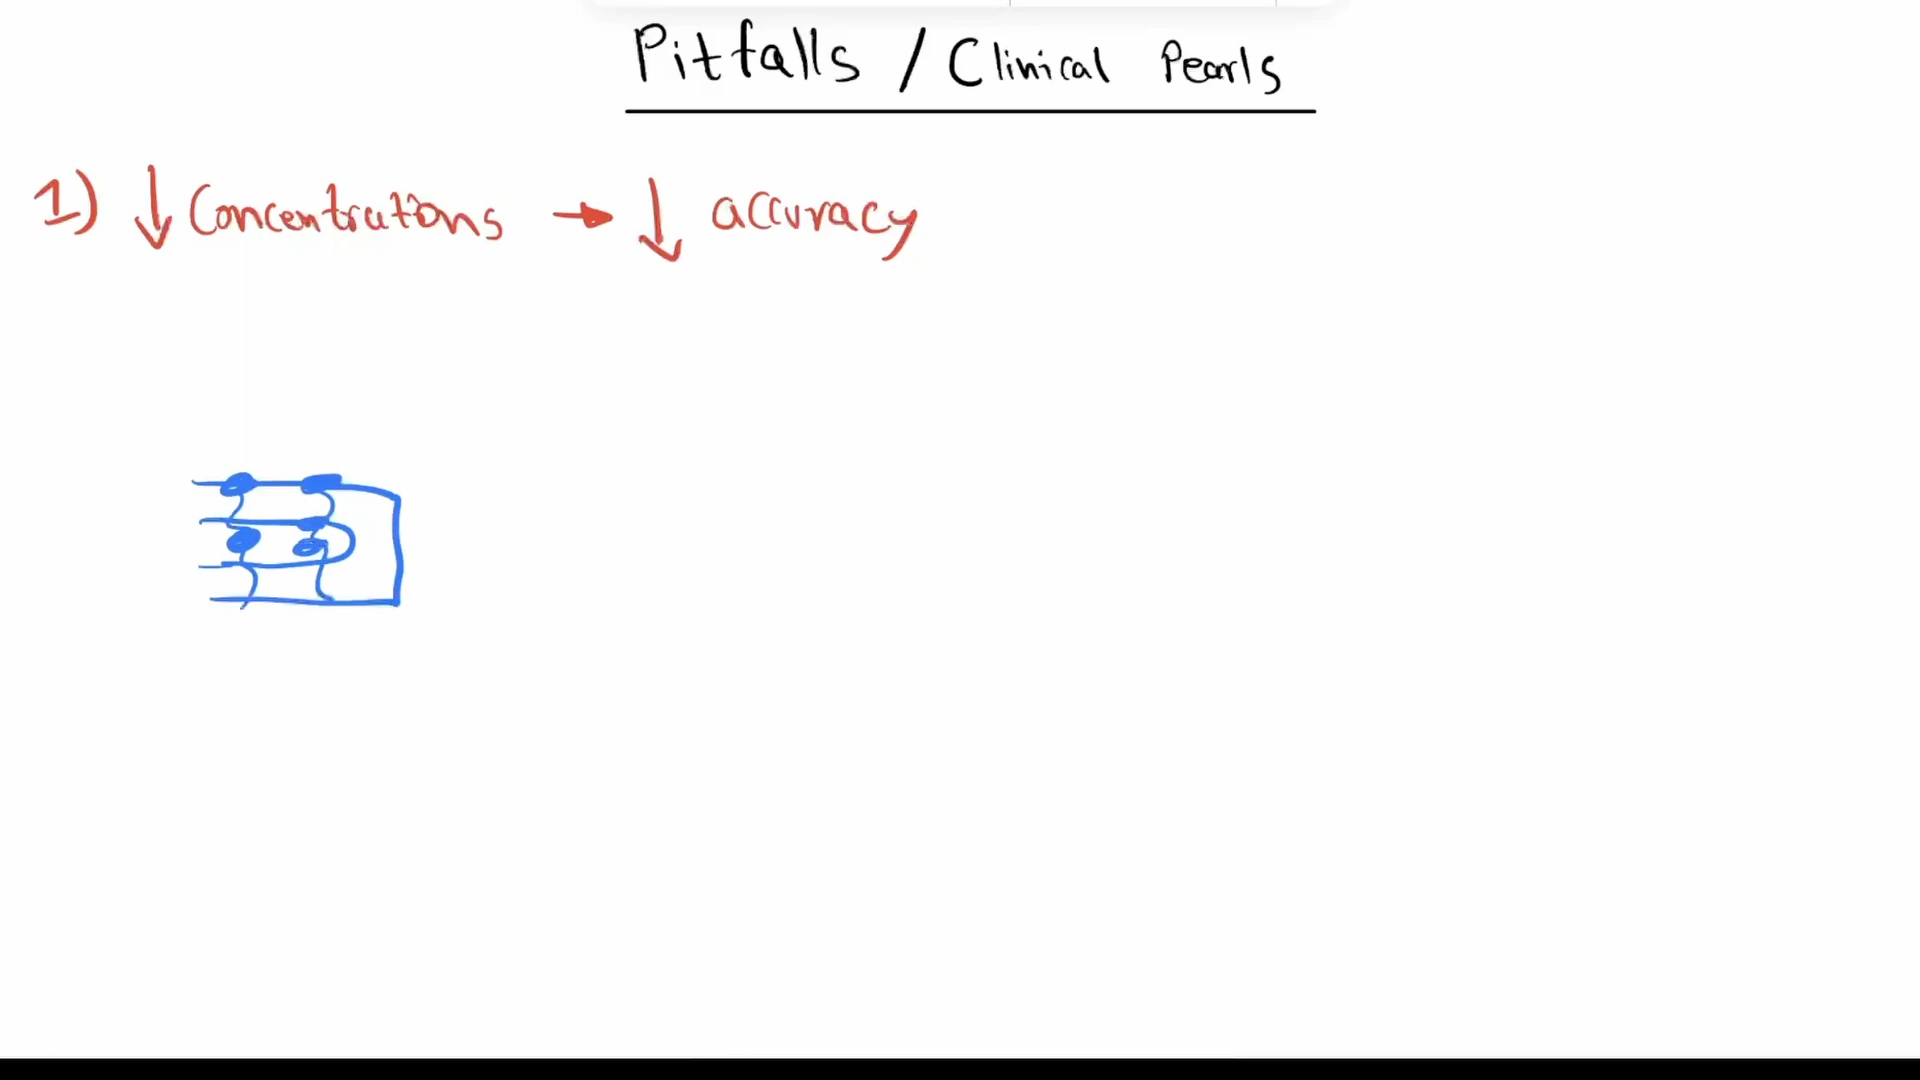 Pitfalls / Clinical Pearls
1) ↓ Concentrations → ↓ accuracy